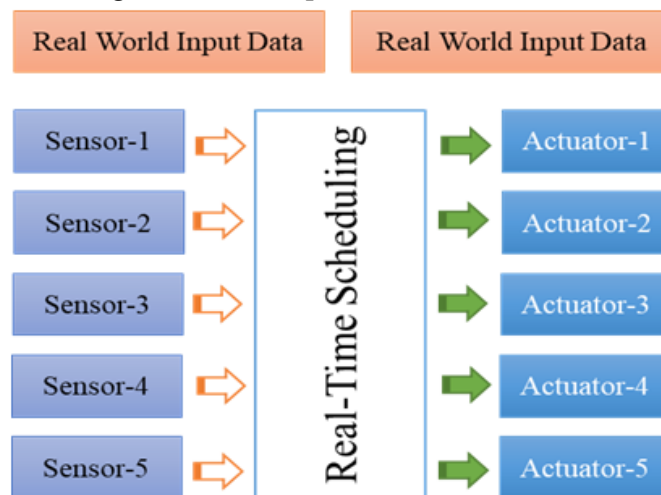 Real World Input Data
Real World Input Data
Sensor-1
Sensor-2
Sensor-3
Sensor-4
Sensor-5
Real-Time Scheduling
Actuator-1
Actuator-2
Actuator-3
Actuator-4
Actuator-5